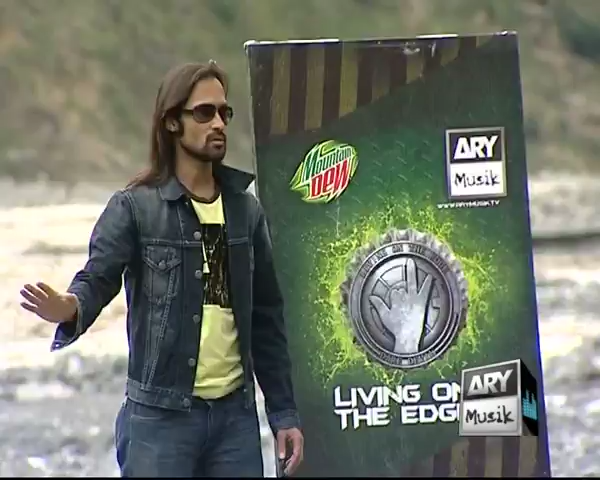 Mountain
DEW
ARY
Musik
WWW.ARYMUSIK.TV
LIVING ON
THE EDGE
ARY
Musik